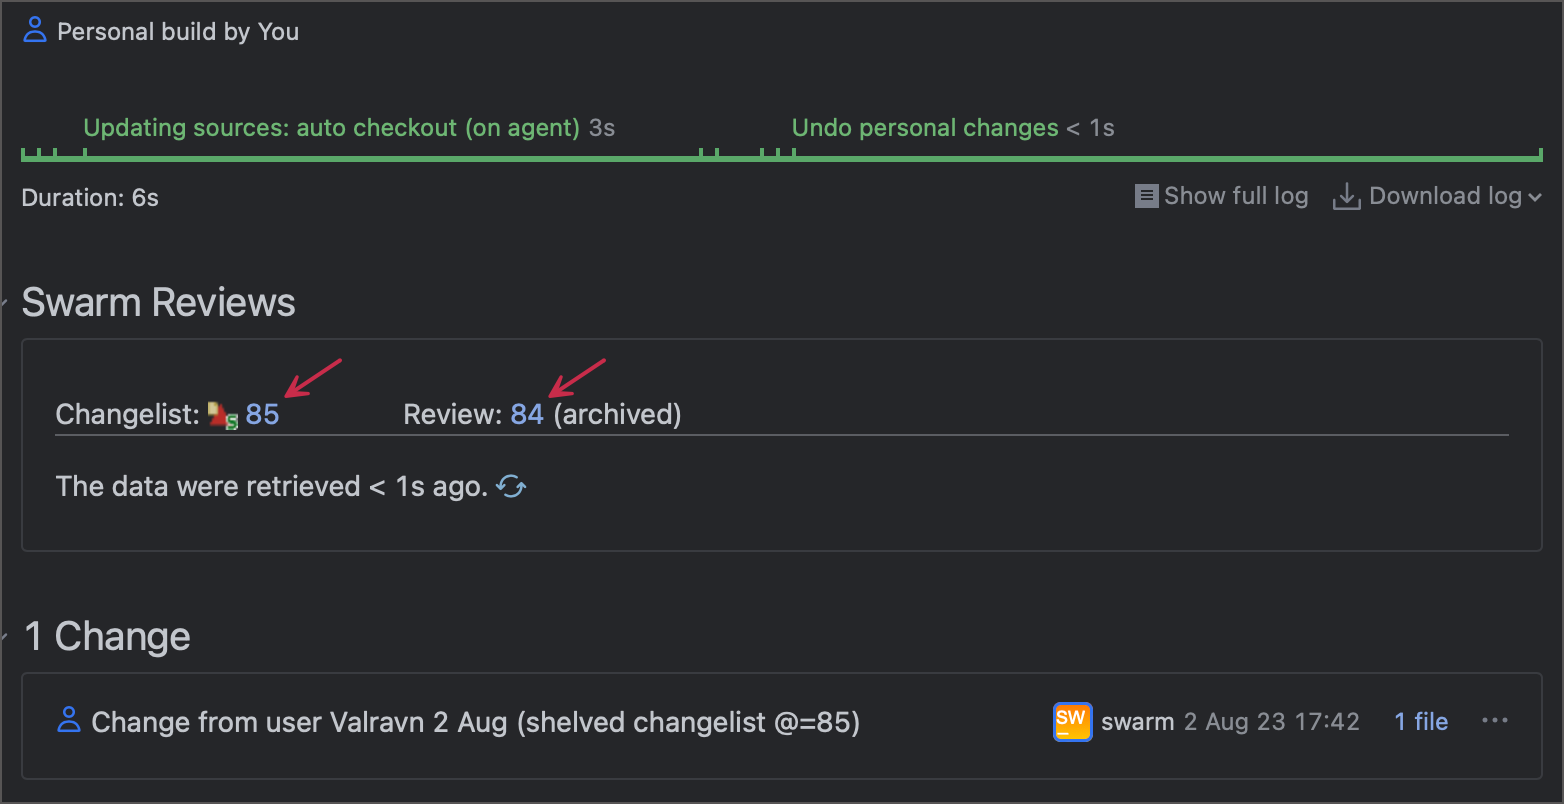 Personal build by You
Updating sources: auto checkout (on agent) 3s
Undo personal changes < 1s
Duration: 6s
Show full log
Download log
Swarm Reviews
Changelist: S 85
Review: 84 (archived)
The data were retrieved < 1s ago.
1 Change
Change from user Valravn 2 Aug (shelved changelist @=85)
SW swarm 2 Aug 23 17:42 1 file ...